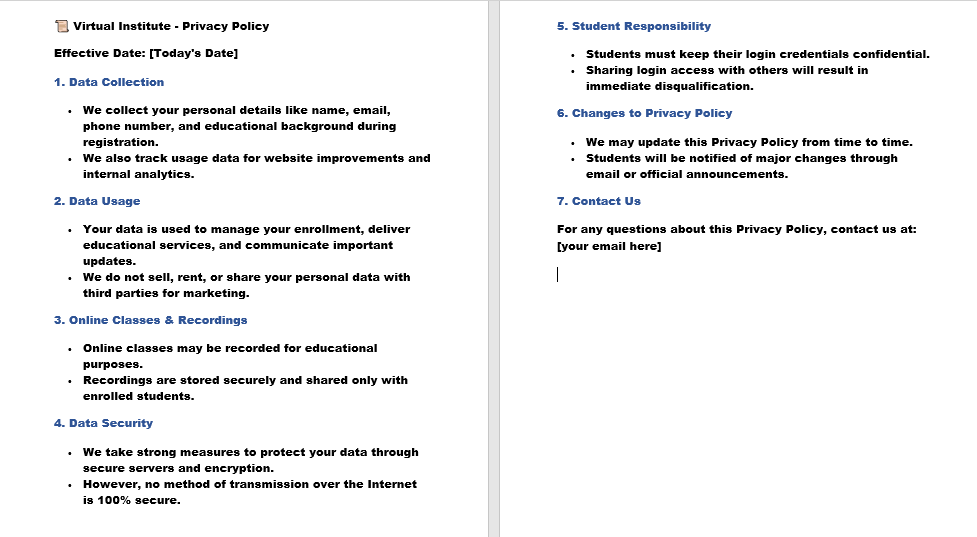 📜 Virtual Institute - Privacy Policy
Effective Date: [Today's Date]
1. Data Collection
• We collect your personal details like name, email,
phone number, and educational background during
registration.
• We also track usage data for website improvements and
internal analytics.
2. Data Usage
• Your data is used to manage your enrollment, deliver
educational services, and communicate important
updates.
• We do not sell, rent, or share your personal data with
third parties for marketing.
3. Online Classes & Recordings
• Online classes may be recorded for educational
purposes.
• Recordings are stored securely and shared only with
enrolled students.
4. Data Security
• We take strong measures to protect your data through
secure servers and encryption.
• However, no method of transmission over the Internet
is 100% secure.
5. Student Responsibility
• Students must keep their login credentials confidential.
• Sharing login access with others will result in
immediate disqualification.
6. Changes to Privacy Policy
• We may update this Privacy Policy from time to time.
• Students will be notified of major changes through
email or official announcements.
7. Contact Us
For any questions about this Privacy Policy, contact us at:
[your email here]